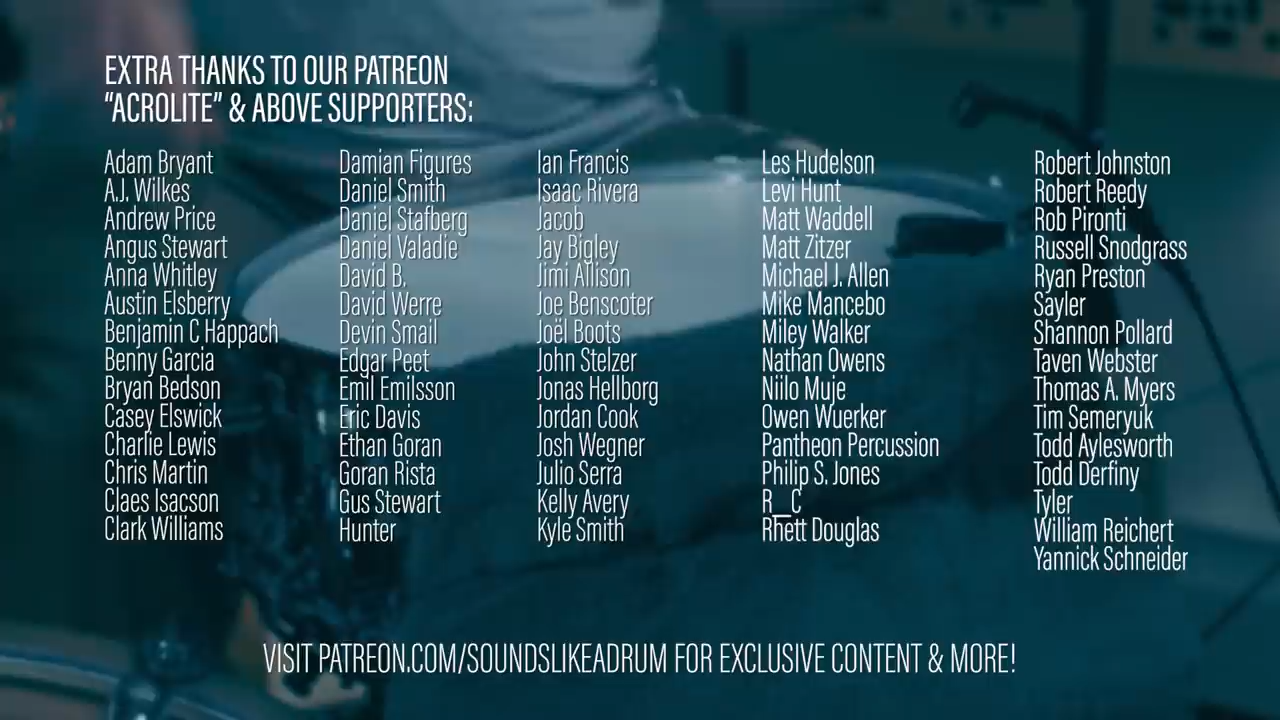 EXTRA THANKS TO OUR PATREON
“ACROLITE” & ABOVE SUPPORTERS:
Adam Bryant
A.J. Wilkes
Andrew Price
Angus Stewart
Anna Whitley
Austin Elsberry
Benjamin C Happach
Benny Garcia
Bryan Bedson
Casey Elswick
Charlie Lewis
Chris Martin
Claes Isacson
Clark Williams
Damian Figures
Daniel Smith
Daniel Stafberg
Daniel Valadie
David B.
David Werre
Devin Smail
Edgar Peet
Emil Emilsson
Eric Davis
Ethan Goran
Goran Rista
Gus Stewart
Hunter
Ian Francis
Isaac Rivera
Jacob
Jay Bigley
Jimi Allison
Joe Benscoter
Joël Boots
John Stelzer
Jonas Hellborg
Jordan Cook
Josh Wegner
Julio Serra
Kelly Avery
Kyle Smith
Les Hudelson
Levi Hunt
Matt Waddell
Matt Zitzer
Michael J. Allen
Mike Mancebo
Miley Walker
Nathan Owens
Niilo Muje
Owen Wuerker
Pantheon Percussion
Philip S. Jones
R__C
Rhett Douglas
Robert Johnston
Robert Reedy
Rob Pironti
Russell Snodgrass
Ryan Preston
Sayler
Shannon Pollard
Taven Webster
Thomas A. Myers
Tim Semeryuk
Todd Aylesworth
Todd Derfiny
Tyler
William Reichert
Yannick Schneider
VISIT PATREON.COM/SOUNDSLIKEADRUM FOR EXCLUSIVE CONTENT & MORE!